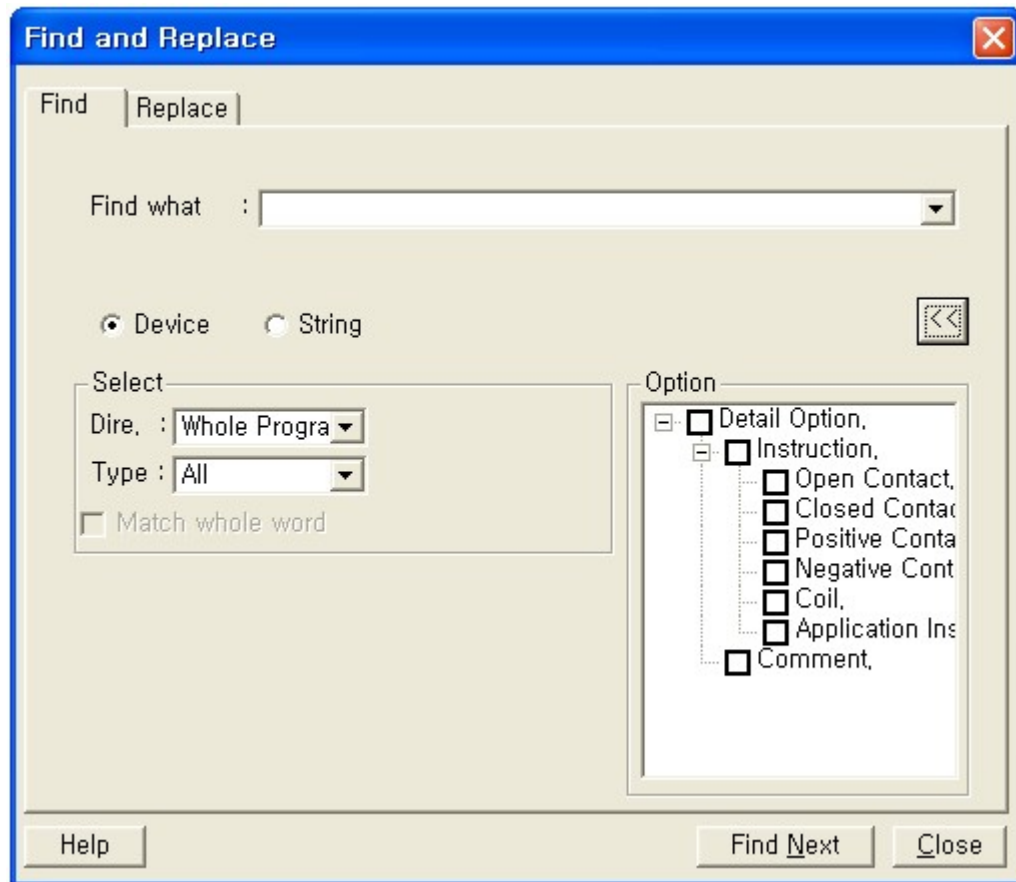 Find and Replace
Find Replace
Find what :
Device String
<<
Select
Dire. : Whole Progra
Type : All
Match whole word
Option
Detail Option.
Instruction.
Open Contact.
Closed Contac
Positive Conta
Negative Cont
Coil.
Application Ins
Comment.
Help Find Next Close